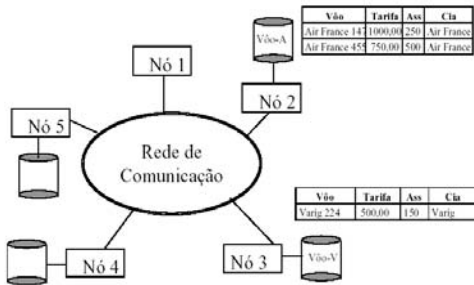 Vôo Tarifa Ass Cia
Air France 147 1000,00 250 Air France
Air France 455 750,00 500 Air France
Vôo-A
Nó 1
Nó 2
Nó 5
Rede de
Comunicação
Vôo Tarifa Ass Cia
Varig 224 500,00 150 Varig
Nó 4
Nó 3
Vôo-V